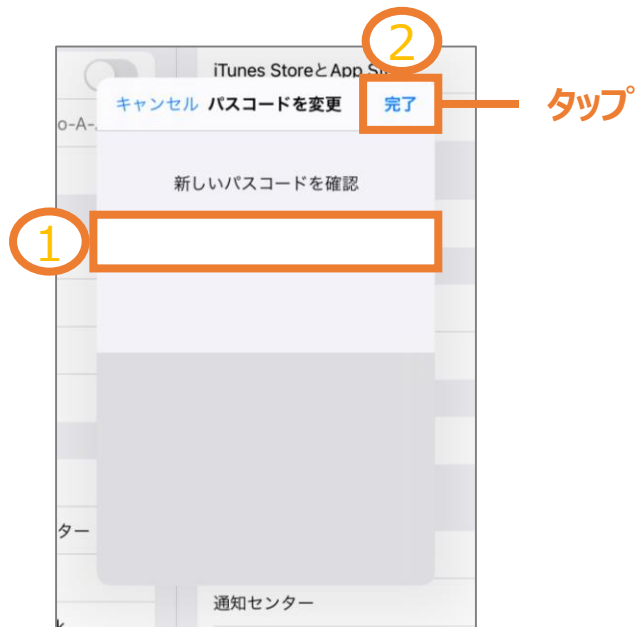 ②
iTunes StoreとApp St
キャンセル パスコードを変更 完了
タップ
o-A-
新しいパスコードを確認
①
ター
通知センター
k